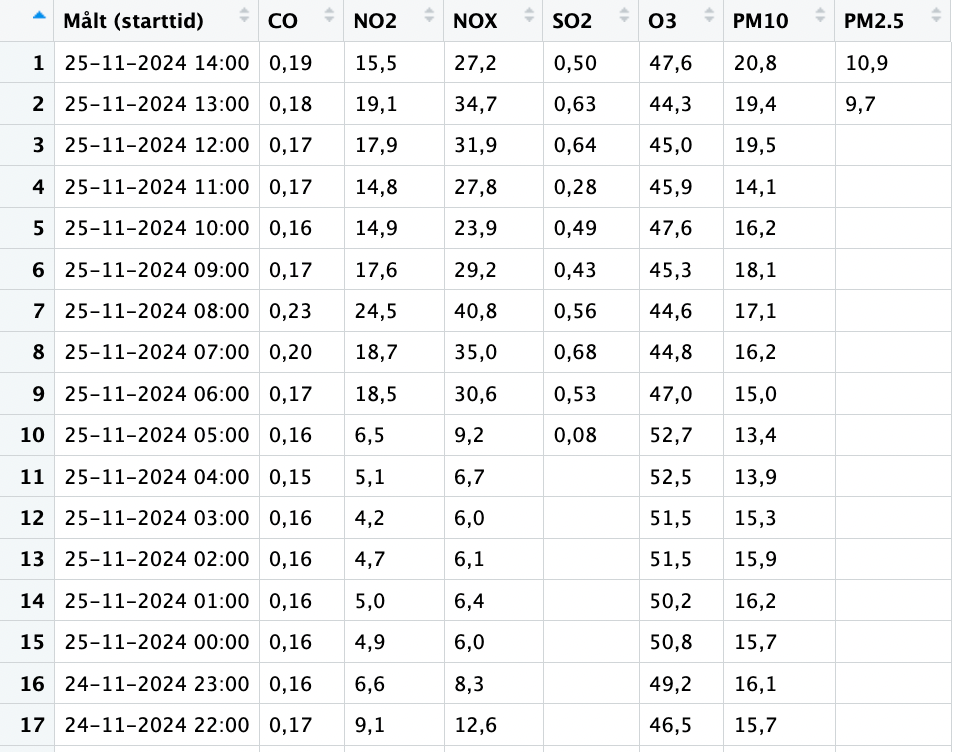 Målt (starttid) CO NO2 NOX SO2 O3 PM10 PM2.5
1 25-11-2024 14:00 0,19 15,5 27,2 0,50 47,6 20,8 10,9
2 25-11-2024 13:00 0,18 19,1 34,7 0,63 44,3 19,4 9,7
3 25-11-2024 12:00 0,17 17,9 31,9 0,64 45,0 19,5
4 25-11-2024 11:00 0,17 14,8 27,8 0,28 45,9 14,1
5 25-11-2024 10:00 0,16 14,9 23,9 0,49 47,6 16,2
6 25-11-2024 09:00 0,17 17,6 29,2 0,43 45,3 18,1
7 25-11-2024 08:00 0,23 24,5 40,8 0,56 44,6 17,1
8 25-11-2024 07:00 0,20 18,7 35,0 0,68 44,8 16,2
9 25-11-2024 06:00 0,17 18,5 30,6 0,53 47,0 15,0
10 25-11-2024 05:00 0,16 6,5 9,2 0,08 52,7 13,4
11 25-11-2024 04:00 0,15 5,1 6,7 52,5 13,9
12 25-11-2024 03:00 0,16 4,2 6,0 51,5 15,3
13 25-11-2024 02:00 0,16 4,7 6,1 51,5 15,9
14 25-11-2024 01:00 0,16 5,0 6,4 50,2 16,2
15 25-11-2024 00:00 0,16 4,9 6,0 50,8 15,7
16 24-11-2024 23:00 0,16 6,6 8,3 49,2 16,1
17 24-11-2024 22:00 0,17 9,1 12,6 46,5 15,7